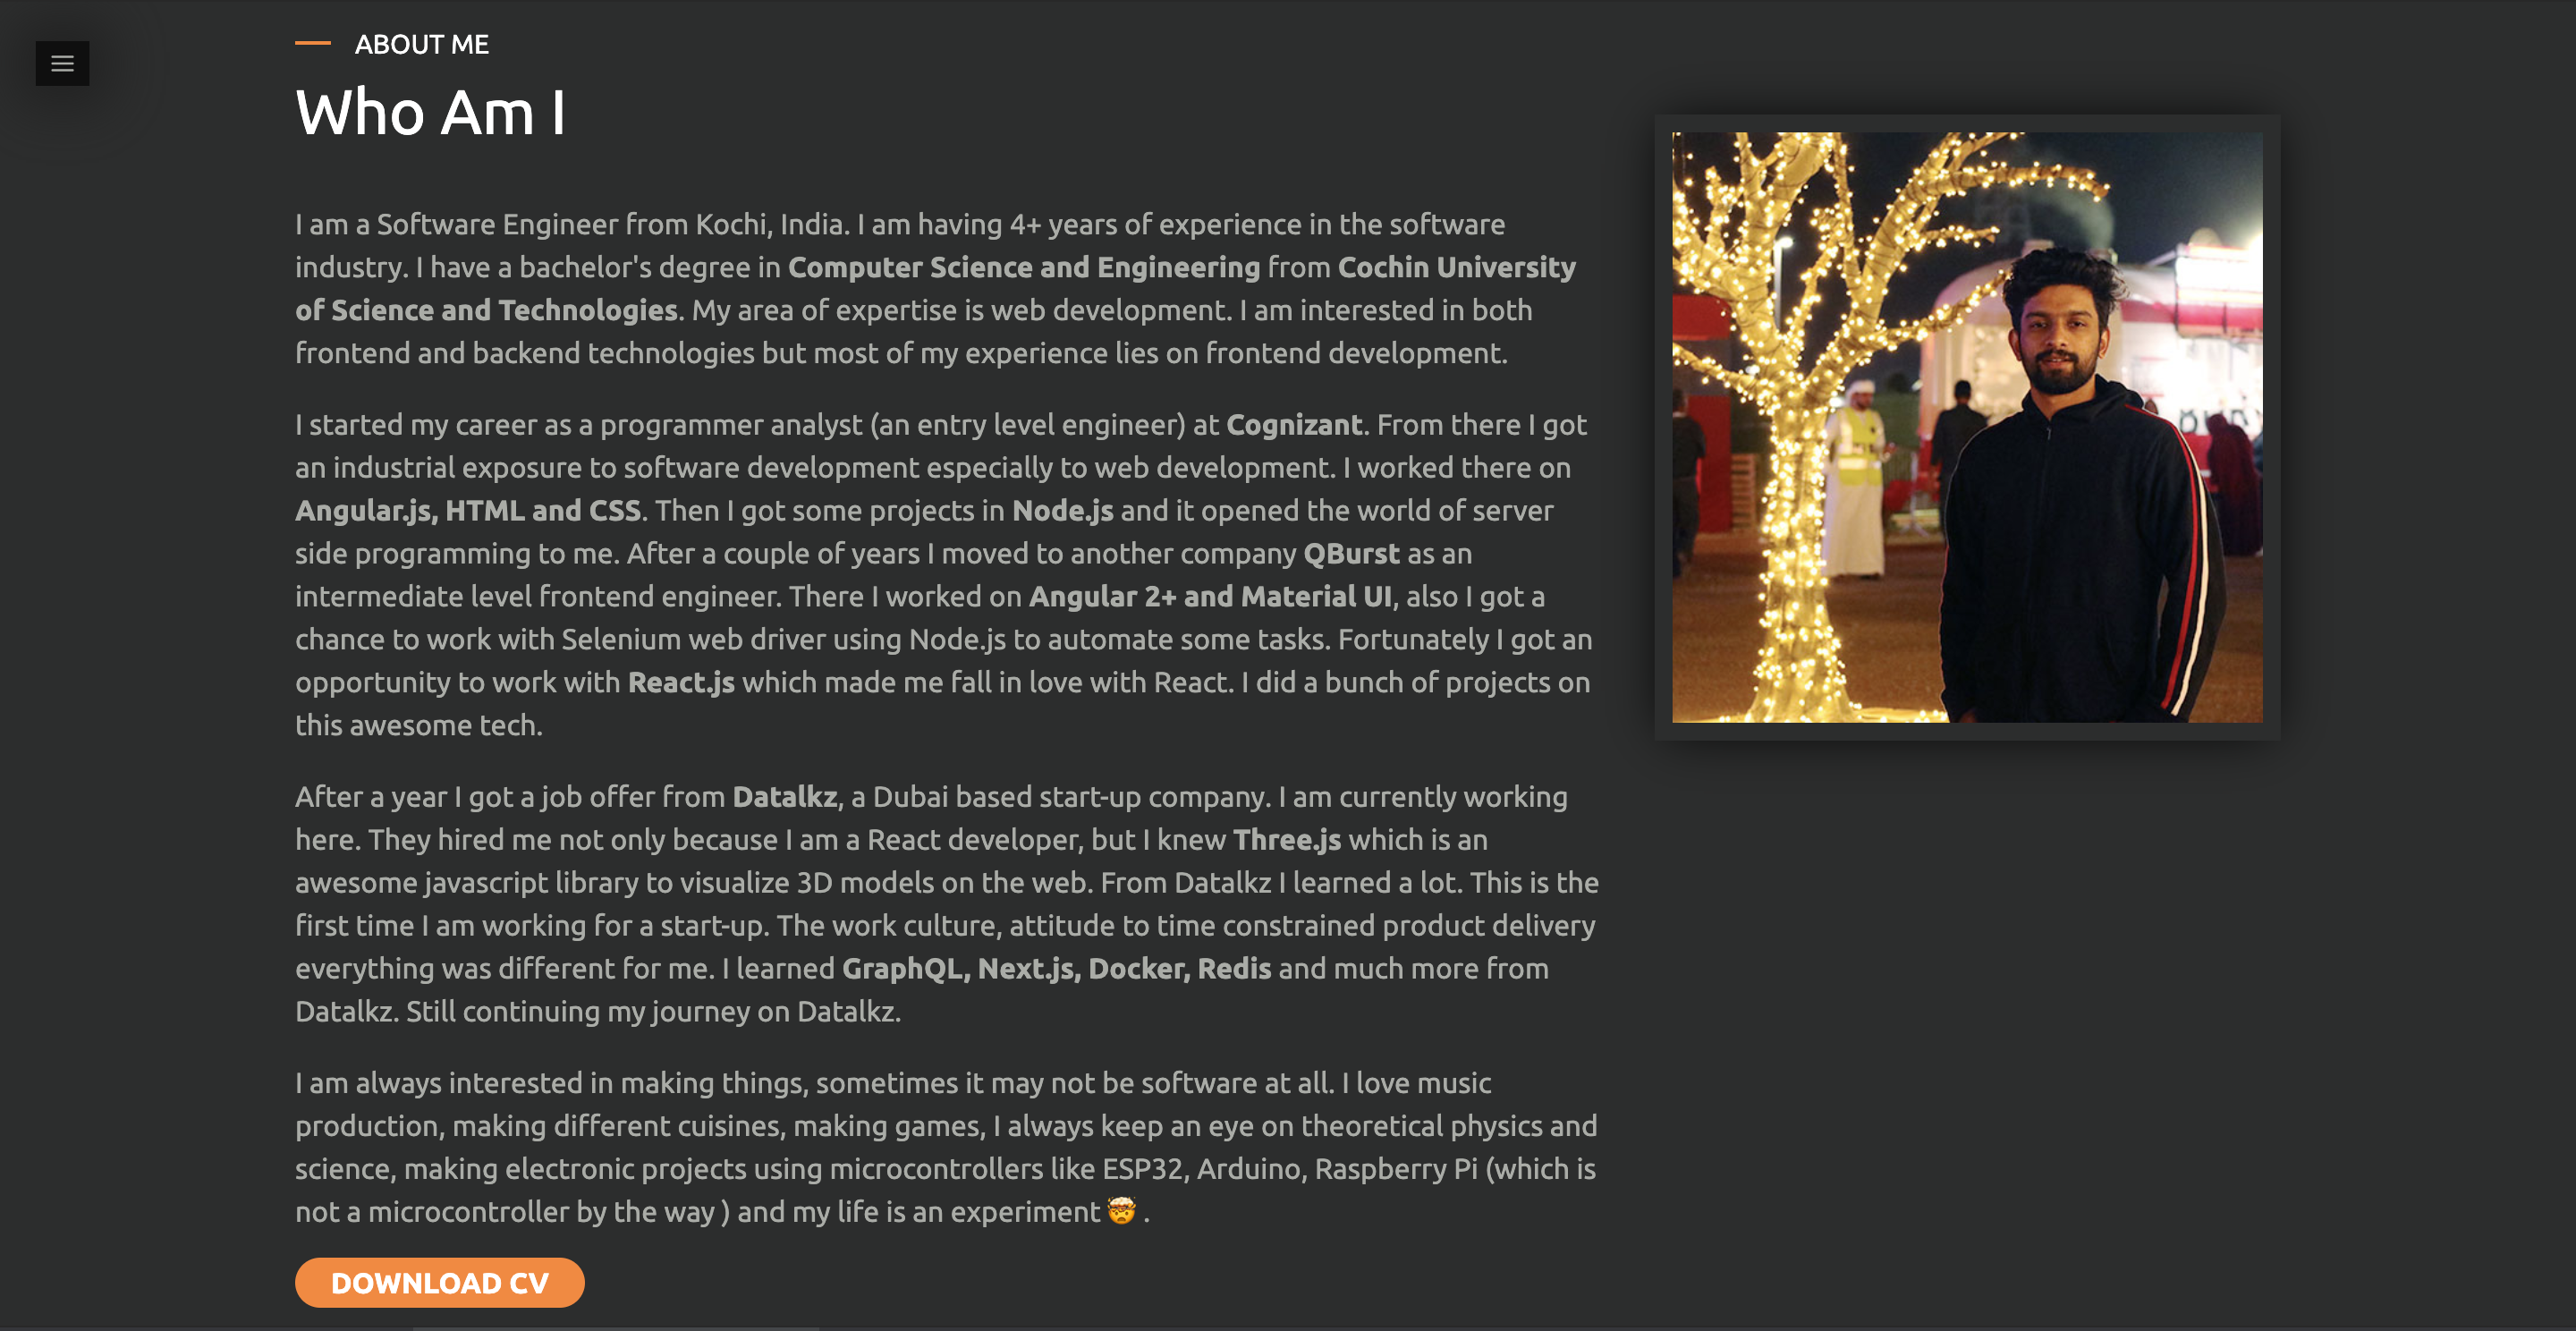 ABOUT ME
Who Am I
I am a Software Engineer from Kochi, India. I am having 4+ years of experience in the software
industry. I have a bachelor's degree in Computer Science and Engineering from Cochin University
of Science and Technologies. My area of expertise is web development. I am interested in both
frontend and backend technologies but most of my experience lies on frontend development.
I started my career as a programmer analyst (an entry level engineer) at Cognizant. From there I got
an industrial exposure to software development especially to web development. I worked there on
Angular.js, HTML and CSS. Then I got some projects in Node.js and it opened the world of server
side programming to me. After a couple of years I moved to another company QBurst as an
intermediate level frontend engineer. There I worked on Angular 2+ and Material UI, also I got a
chance to work with Selenium web driver using Node.js to automate some tasks. Fortunately I got an
opportunity to work with React.js which made me fall in love with React. I did a bunch of projects on
this awesome tech.
After a year I got a job offer from Datalkz, a Dubai based start-up company. I am currently working
here. They hired me not only because I am a React developer, but I knew Three.js which is an
awesome javascript library to visualize 3D models on the web. From Datalkz I learned a lot. This is the
first time I am working for a start-up. The work culture, attitude to time constrained product delivery
everything was different for me. I learned GraphQL, Next.js, Docker, Redis and much more from
Datalkz. Still continuing my journey on Datalkz.
I am always interested in making things, sometimes it may not be software at all. I love music
production, making different cuisines, making games, I always keep an eye on theoretical physics and
science, making electronic projects using microcontrollers like ESP32, Arduino, Raspberry Pi (which is
not a microcontroller by the way ) and my life is an experiment 🤯 .
DOWNLOAD CV